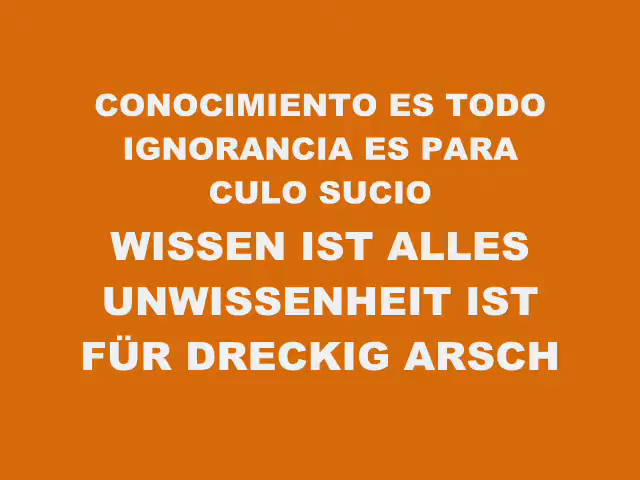 CONOCIMIENTO ES TODO
IGNORANCIA ES PARA
CULO SUCIO
WISSEN IST ALLES
UNWISSENHEIT IST
FÜR DRECKIG ARSCH